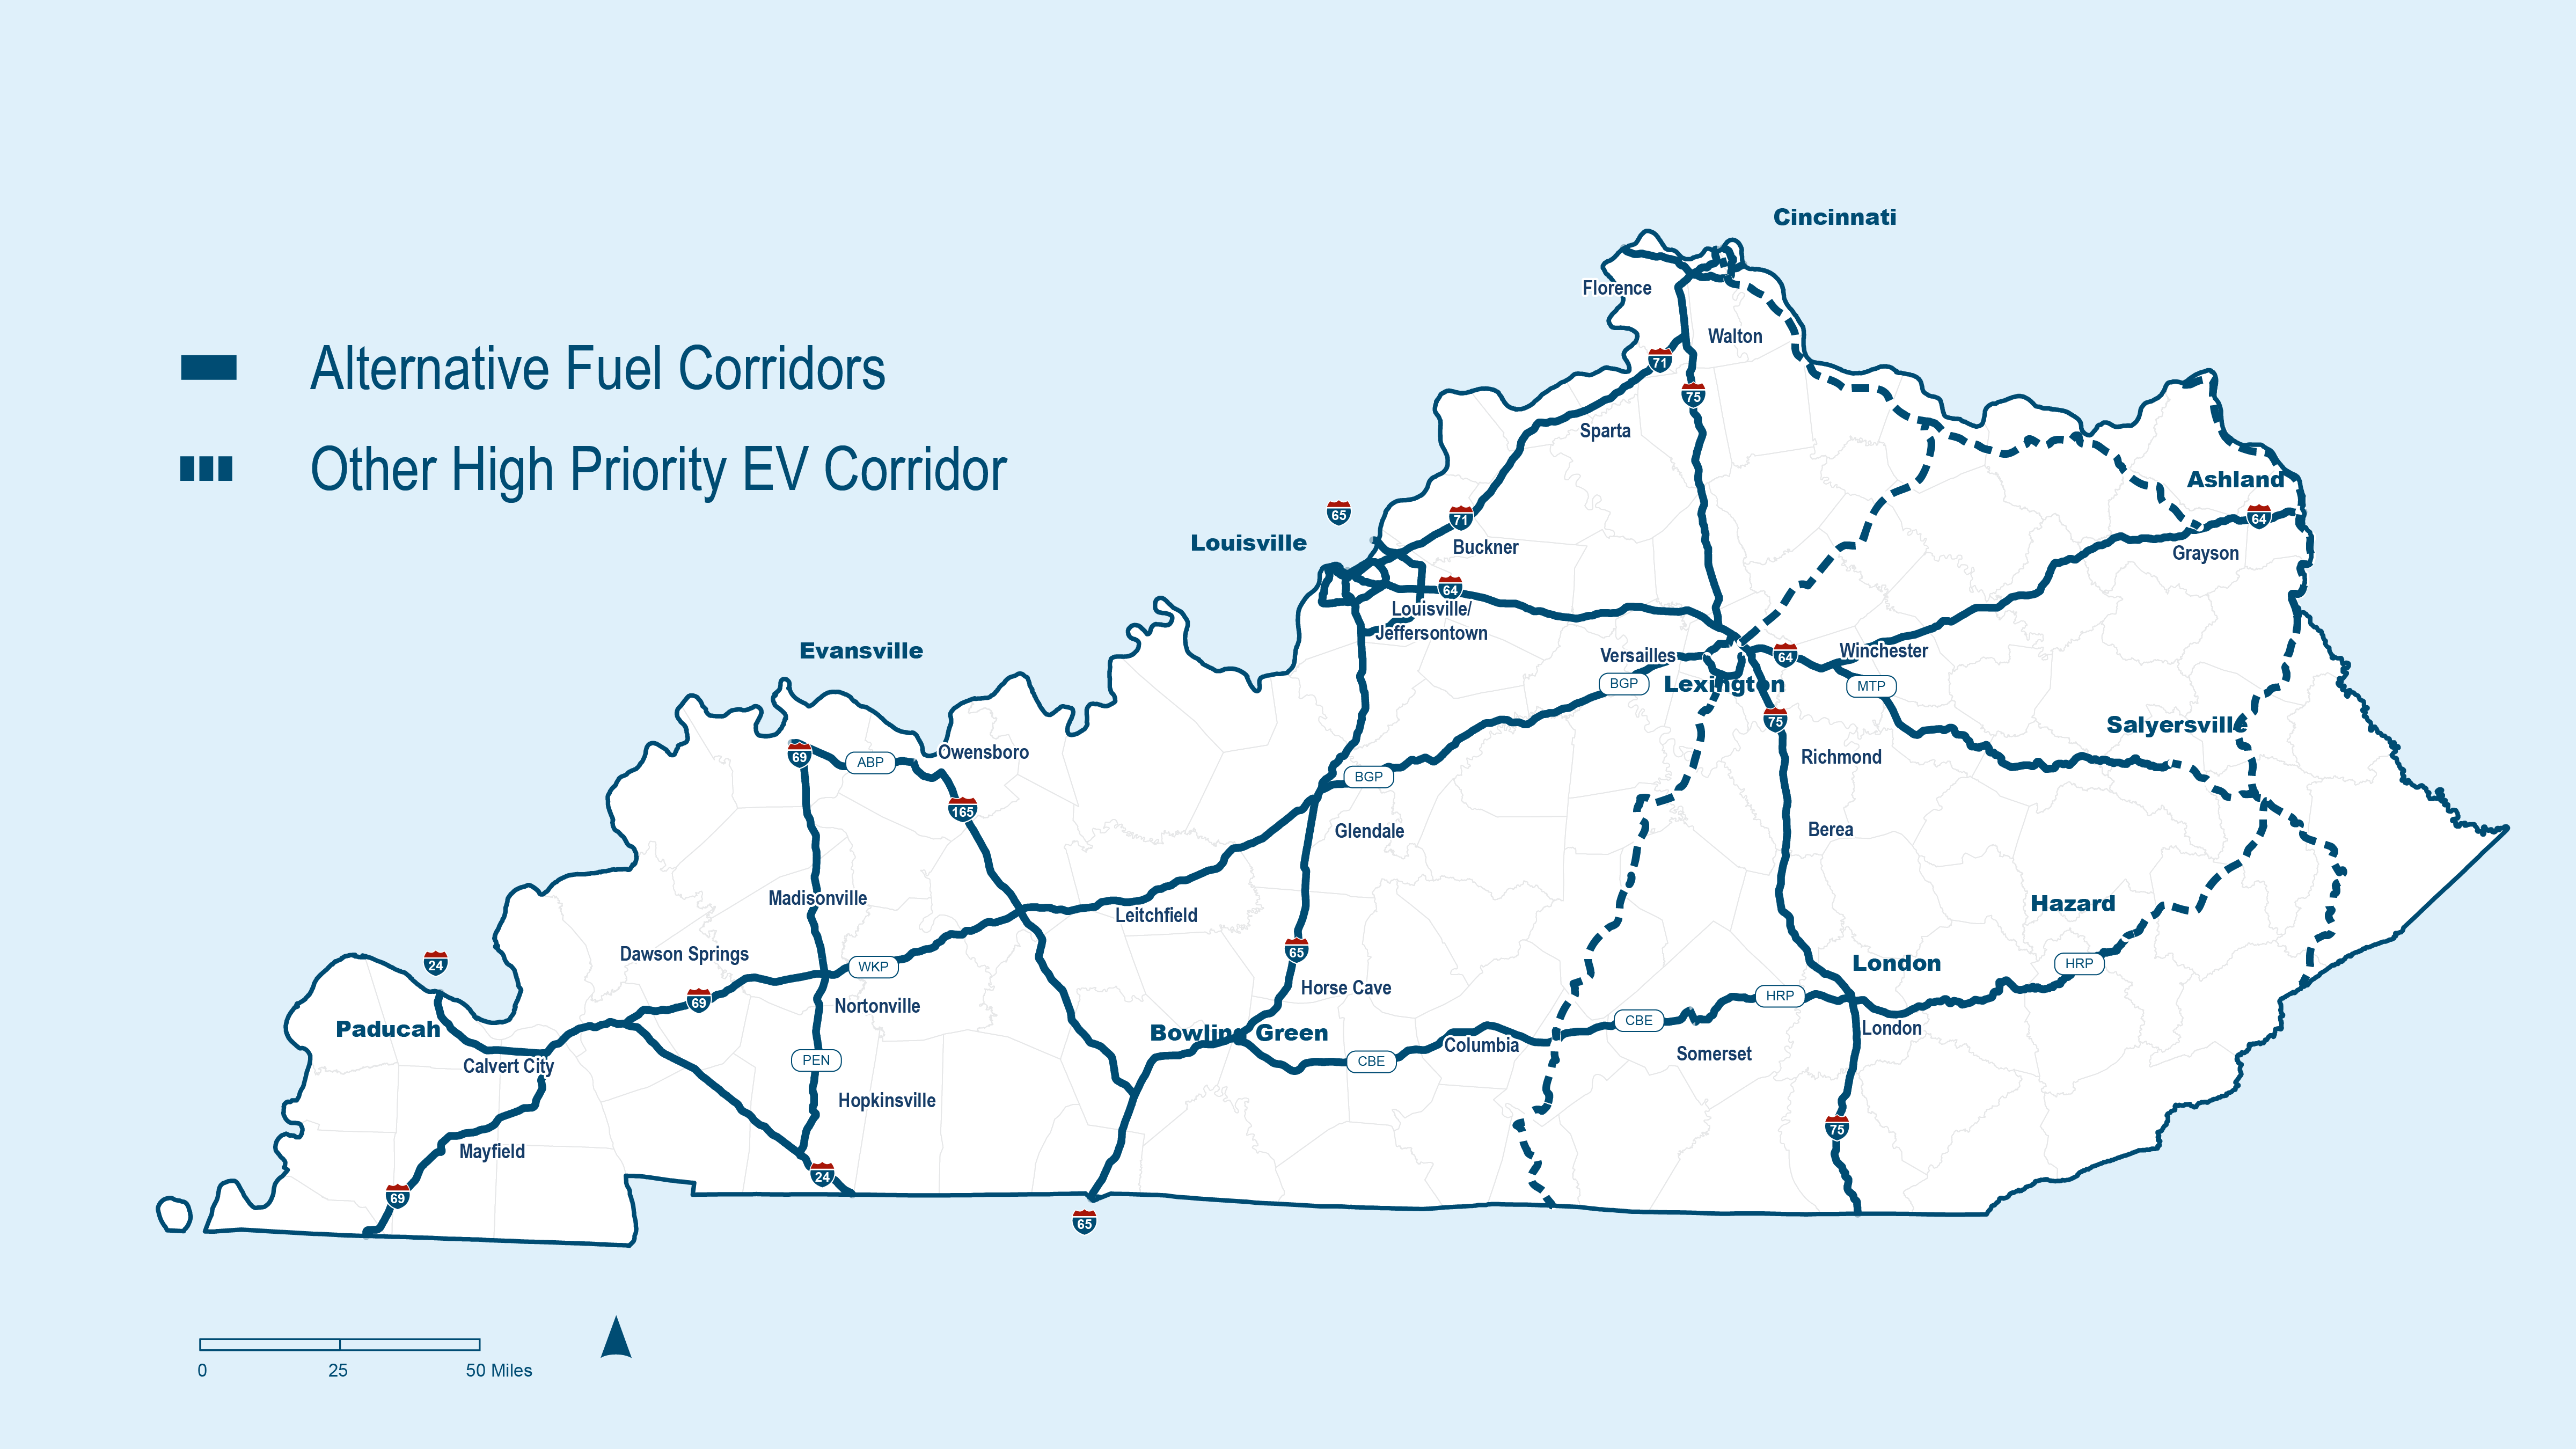 Cincinnati
Florence
Walton
Alternative Fuel Corridors
71
75
Sparta
Other High Priority EV Corridor
Ashland
65
71
64
Louisville
Buckner
Grayson
64
Louisville/
Jeffersontown
Evansville
Versailles
64
Winchester
BGP
Lexington
MTP
75
Salyersville
69
ABP
Owensboro
Richmond
BGP
165
Glendale
Berea
Madisonville
Leitchfield
Hazard
Dawson Springs
65
24
WKP
London
HRP
Horse Cave
69
Nortonville
HRP
CBE
Paducah
Bowling Green
London
Columbia
Somerset
Calvert City
PEN
CBE
Hopkinsville
75
Mayfield
24
69
65
0
25
50 Miles